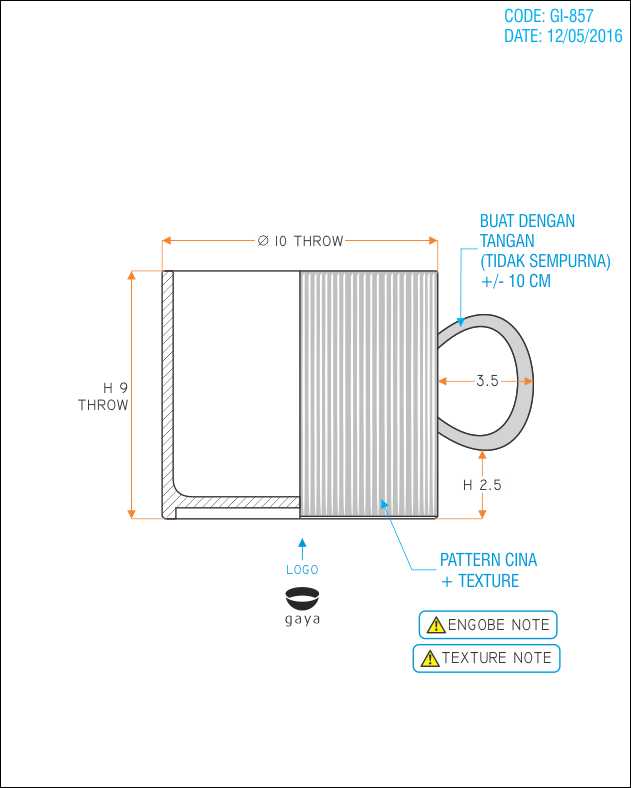 CODE: GI-857
DATE: 12/05/2016
BUAT DENGAN
TANGAN
(TIDAK SEMPURNA)
+/- 10 CM
Ø 10 THROW
H 9
THROW
3.5
H 2.5
LOGO
gaya
PATTERN CINA
+ TEXTURE
ENGOBE NOTE
TEXTURE NOTE